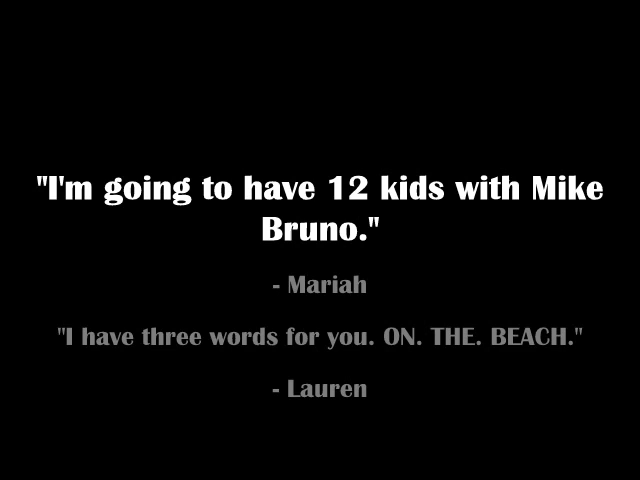 "I'm going to have 12 kids with Mike
Bruno."
- Mariah
"I have three words for you. ON. THE. BEACH."
- Lauren